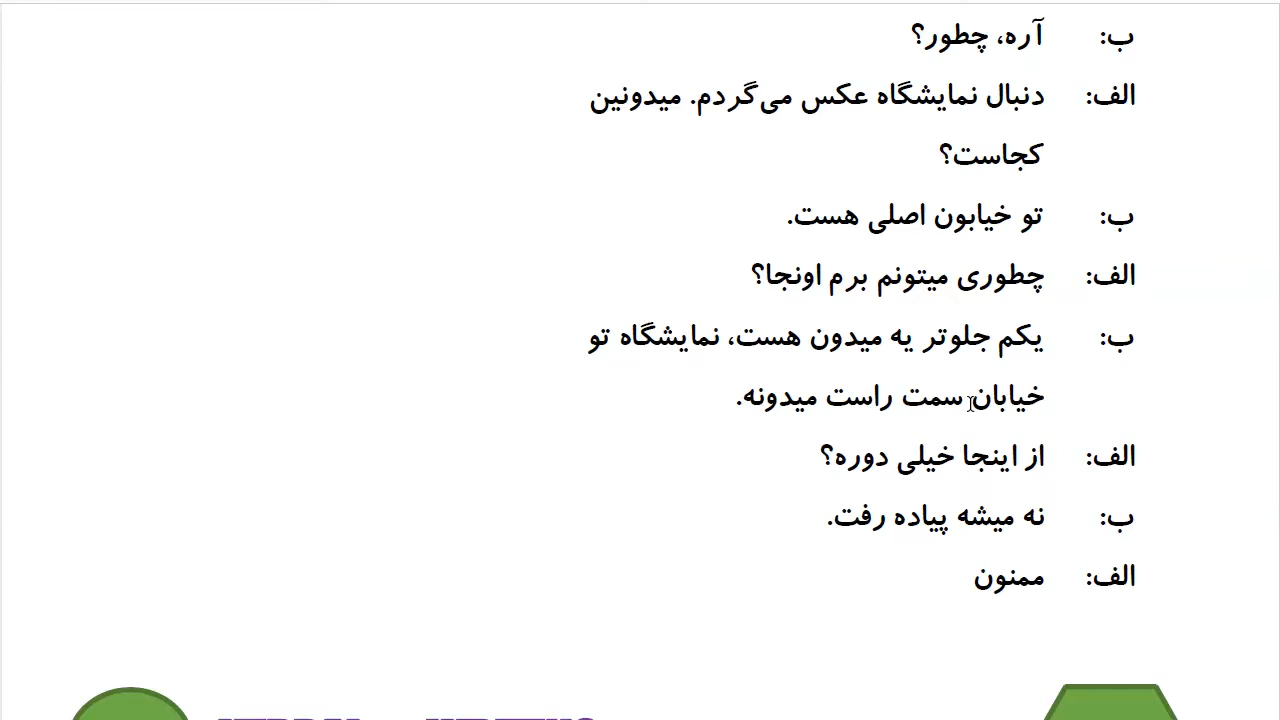 ب: آره، چطور؟
الف: دنبال نمایشگاه عکس می‌گردم. میدونین
کجاست؟
ب: تو خیابون اصلی هست.
الف: چطوری میتونم برم اونجا؟
ب: یکم جلوتر یه میدون هست، نمایشگاه تو
خیابان سمت راست میدونه.
الف: از اینجا خیلی دوره؟
ب: نه میشه پیاده رفت.
الف: ممنون